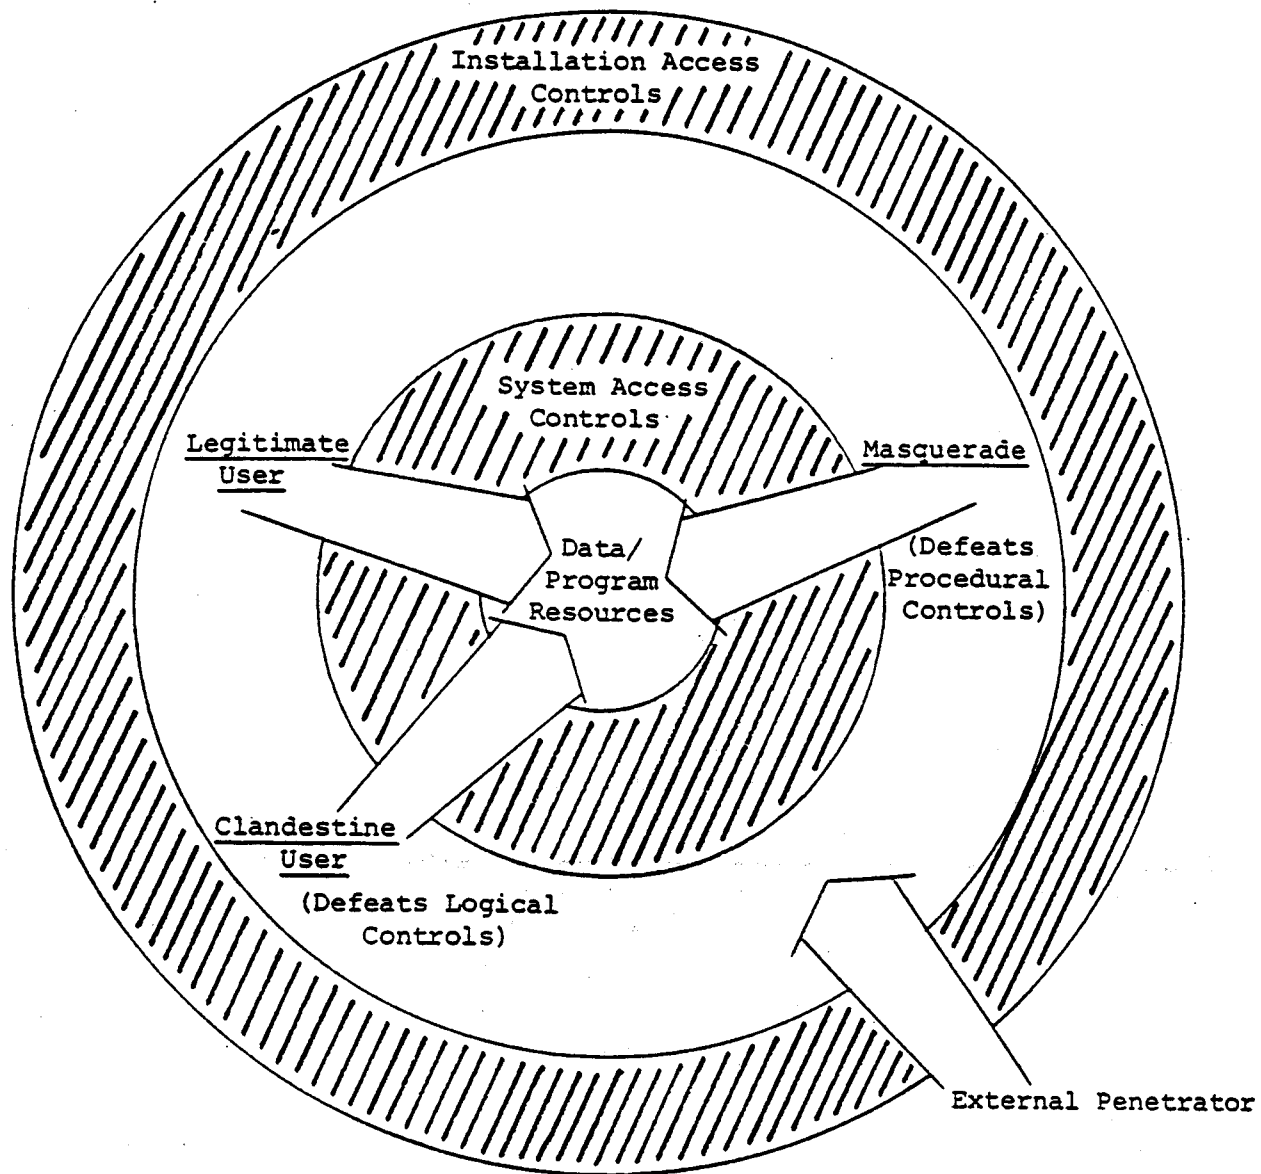 Installation Access
Controls
System Access
Controls
Legitimate
User
Masquerade
Data/
Program
Resources
(Defeats
Procedural
Controls)
Clandestine
User
(Defeats Logical
Controls)
External Penetrator